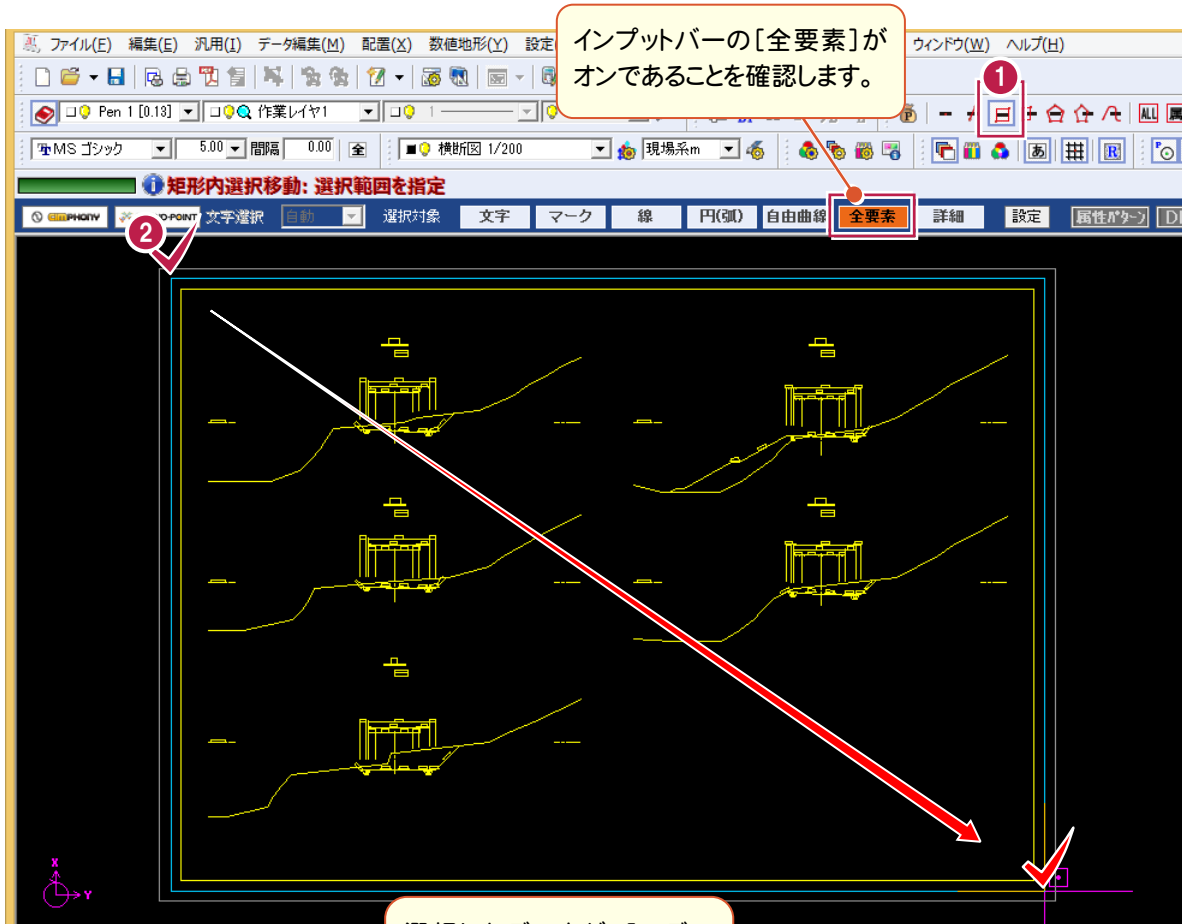 インプットバーの[全要素]が
オンであることを確認します。
ファイル(F) 編集(E) 汎用(I) データ編集(M) 配置(X) 数値地形(Y) 設定 ウィンドウ(W) ヘルプ(H)
1
Pen 1 [0.13] 作業レイヤ1 1 ALL
MS ゴシック 5.00 間隔 0.00 全 横断図 1/200 現場系m あ R
矩形内選択移動: 選択範囲を指定
PHONY O-POINT 文字選択 自動 選択対象 文字 マーク 線 円(弧) 自由曲線 全要素 詳細 設定 属性パターン
2
X
Y